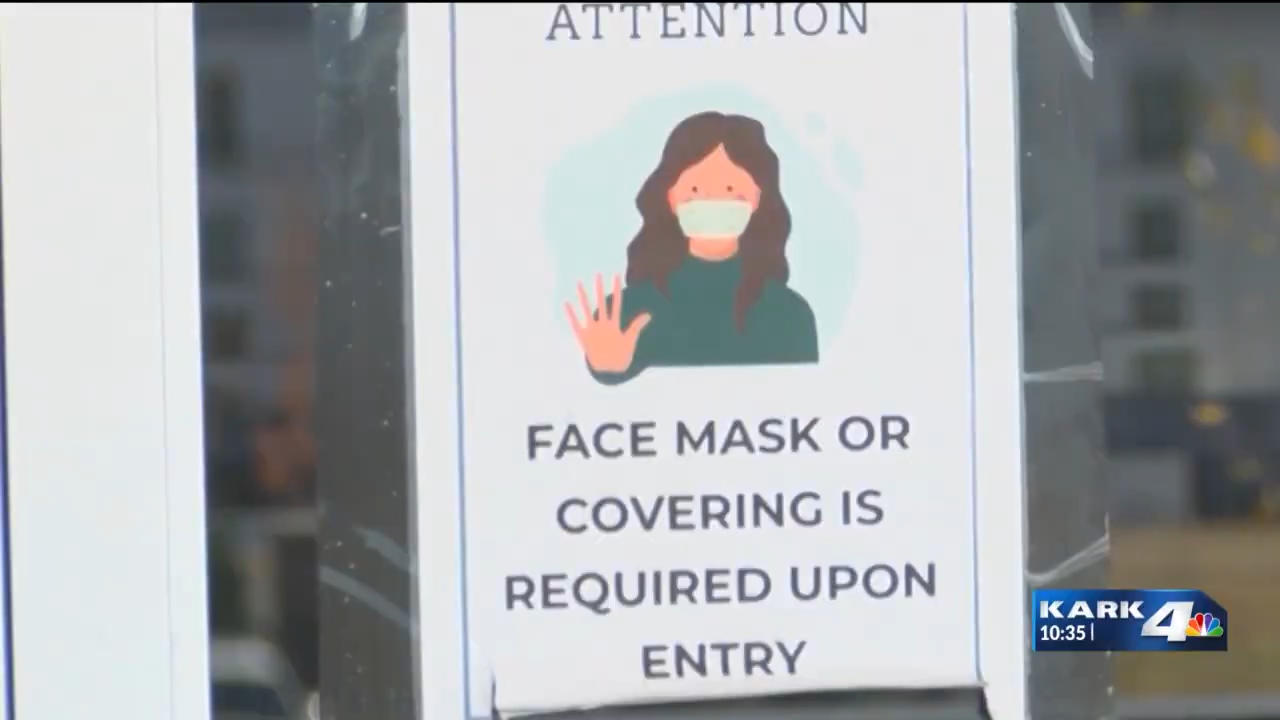 ATTENTION
FACE MASK OR
COVERING IS
REQUIRED UPON
ENTRY
KARK 4
10:35